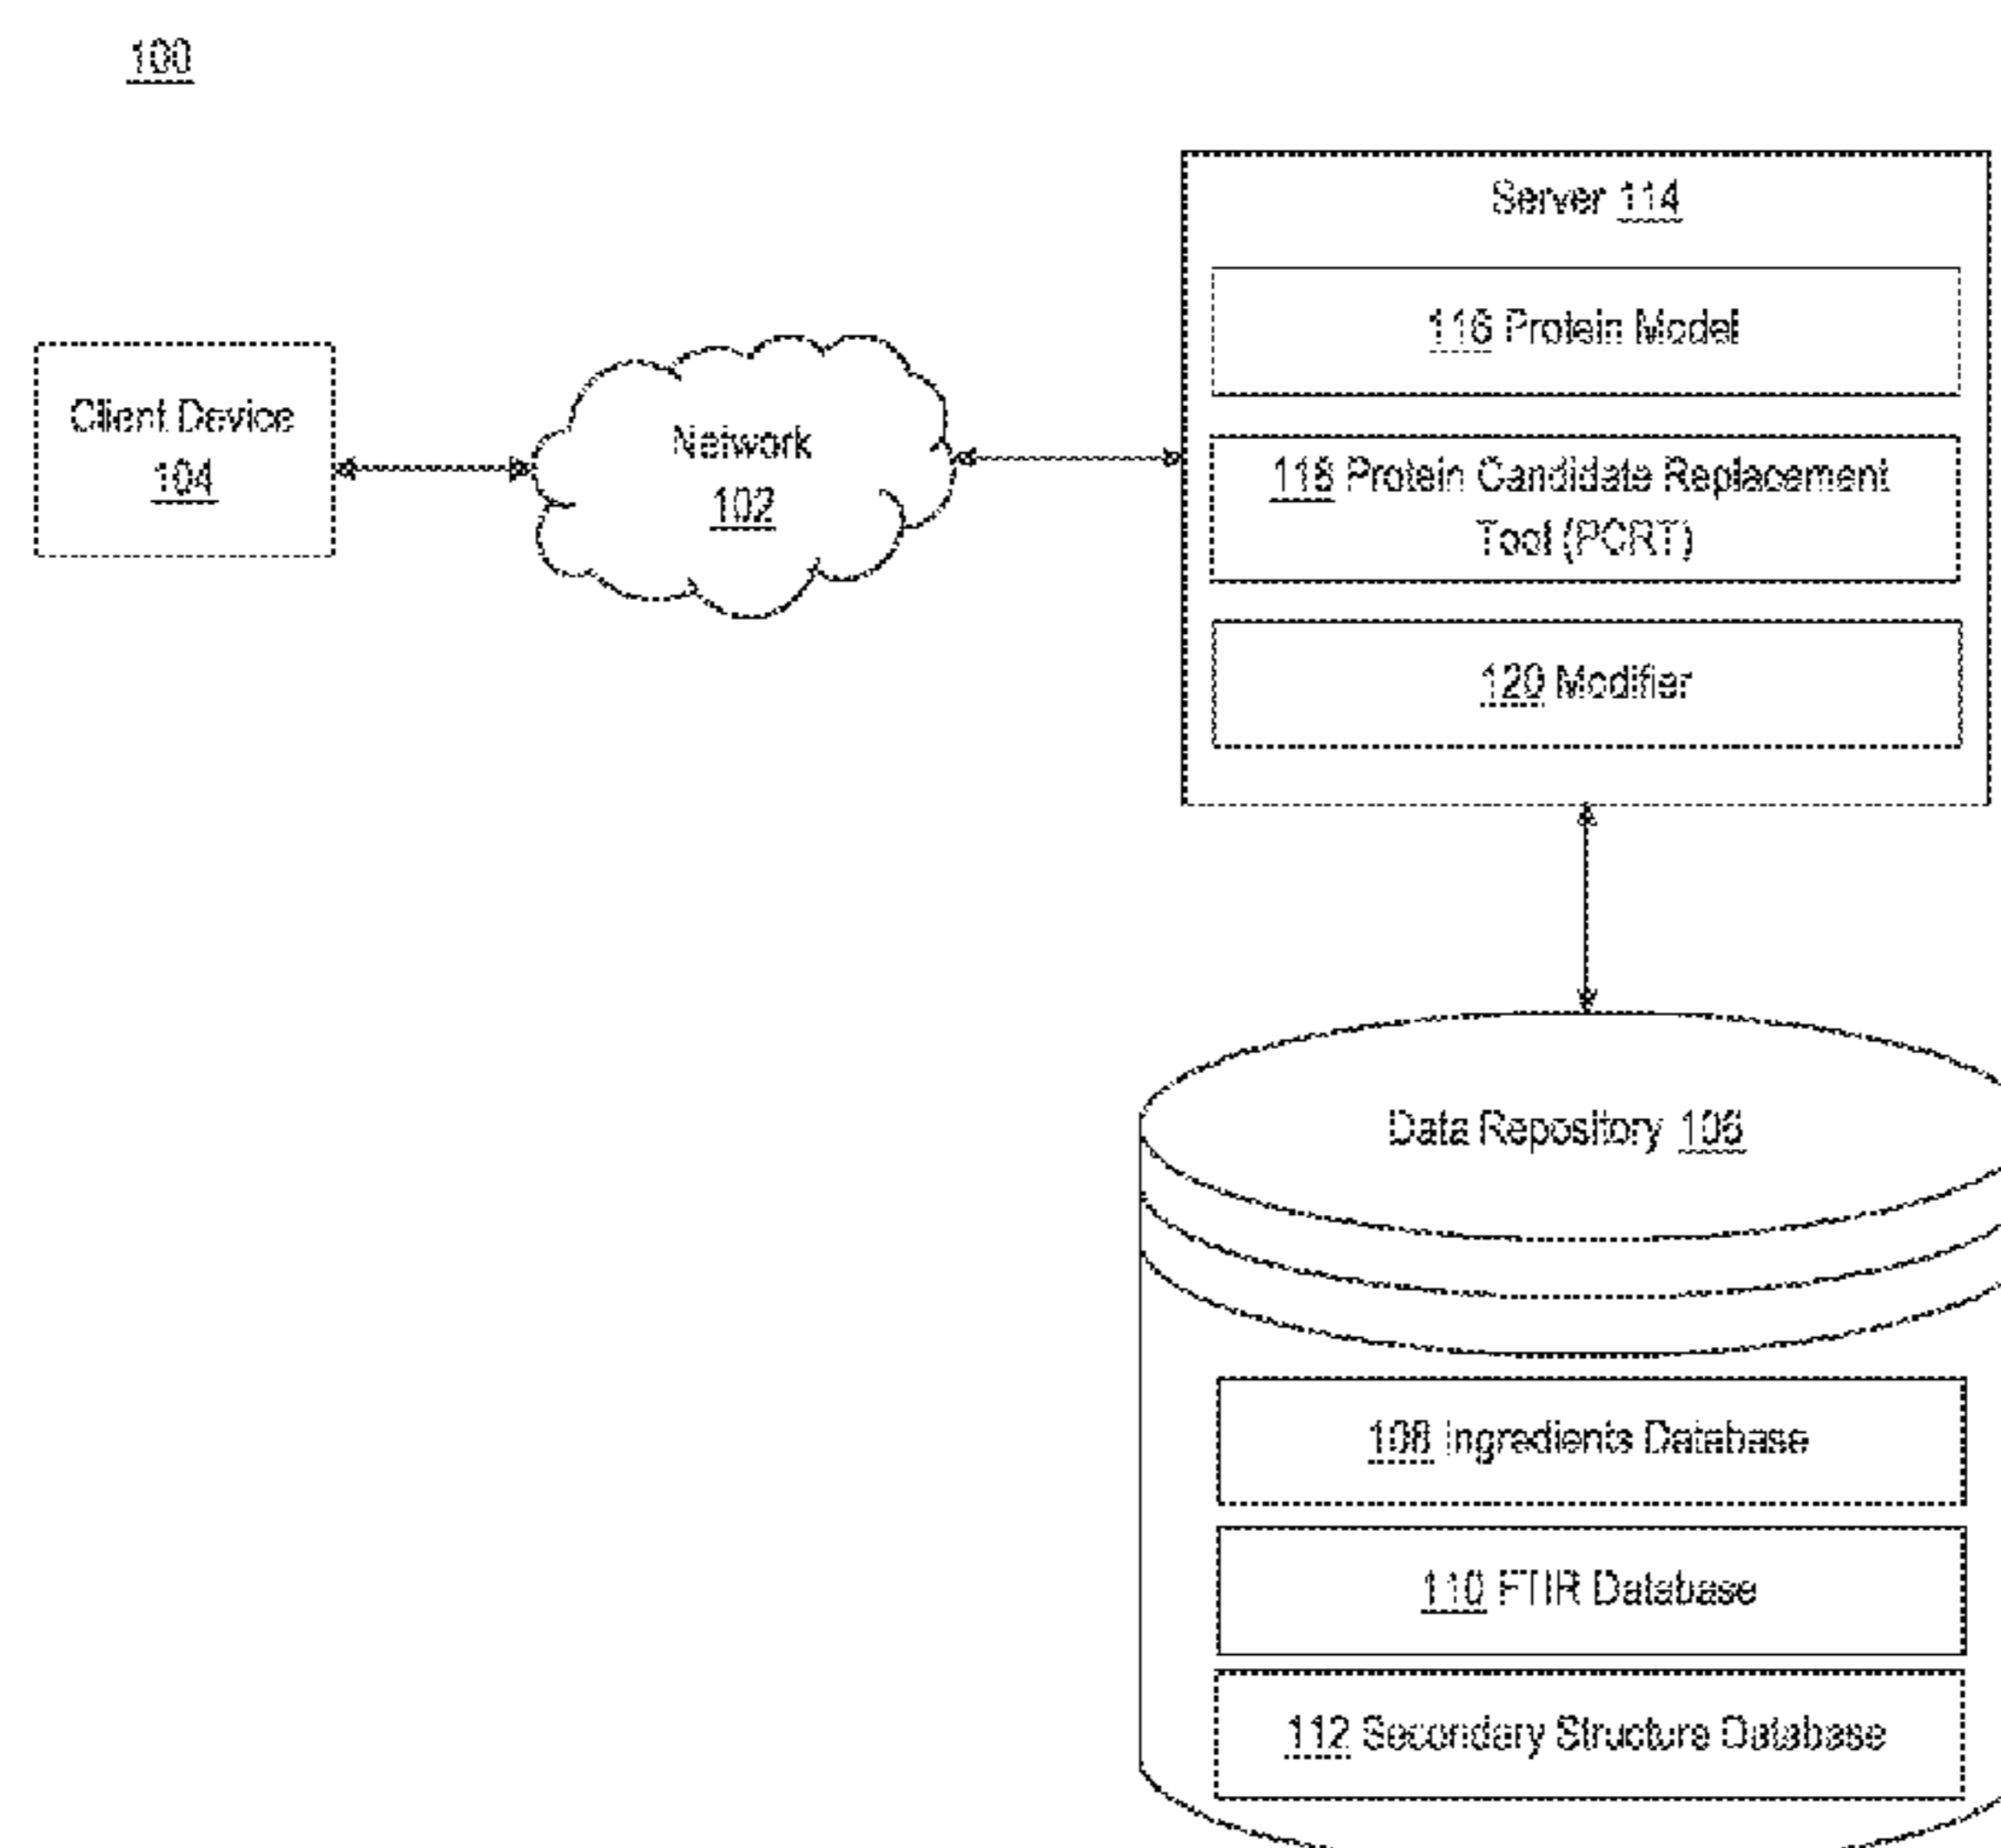 100
Server 114
116 Protein Model
Client Device
104
Network
102
118 Protein Candidate Replacement
Tool (PCRT)
120 Modifier
Data Repository 106
108 Ingredients Database
110 FTIR Database
112 Secondary Structure Database